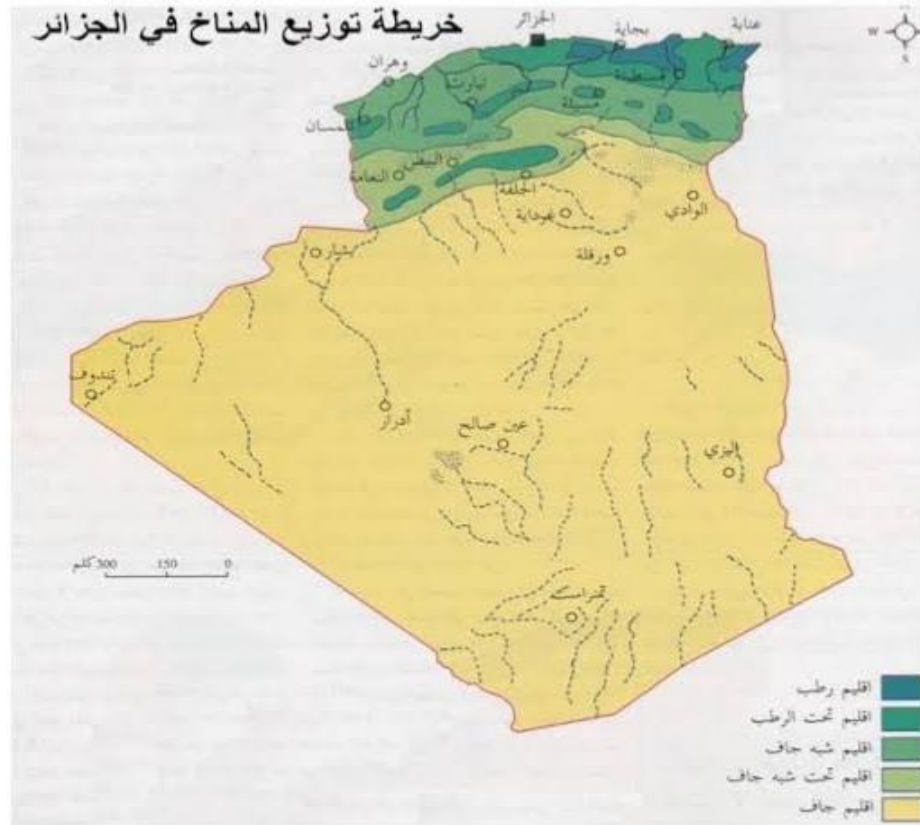 خريطة توزيع المناخ في الجزائر
الجزائر
بجاية
عنابة
W
S
وهران
تيارت
قسنطينة
مسيلة
تلمسان
البيض
النعامة
الجلفة
غرداية
الوادي
ورقلة
بشار
تندوف
أدرار
عين صالح
اليزي
تمنراست
300 كلم
150
0
اقليم رطب
اقليم تحت الرطب
اقليم شبه جاف
اقليم تحت شبه جاف
اقليم جاف